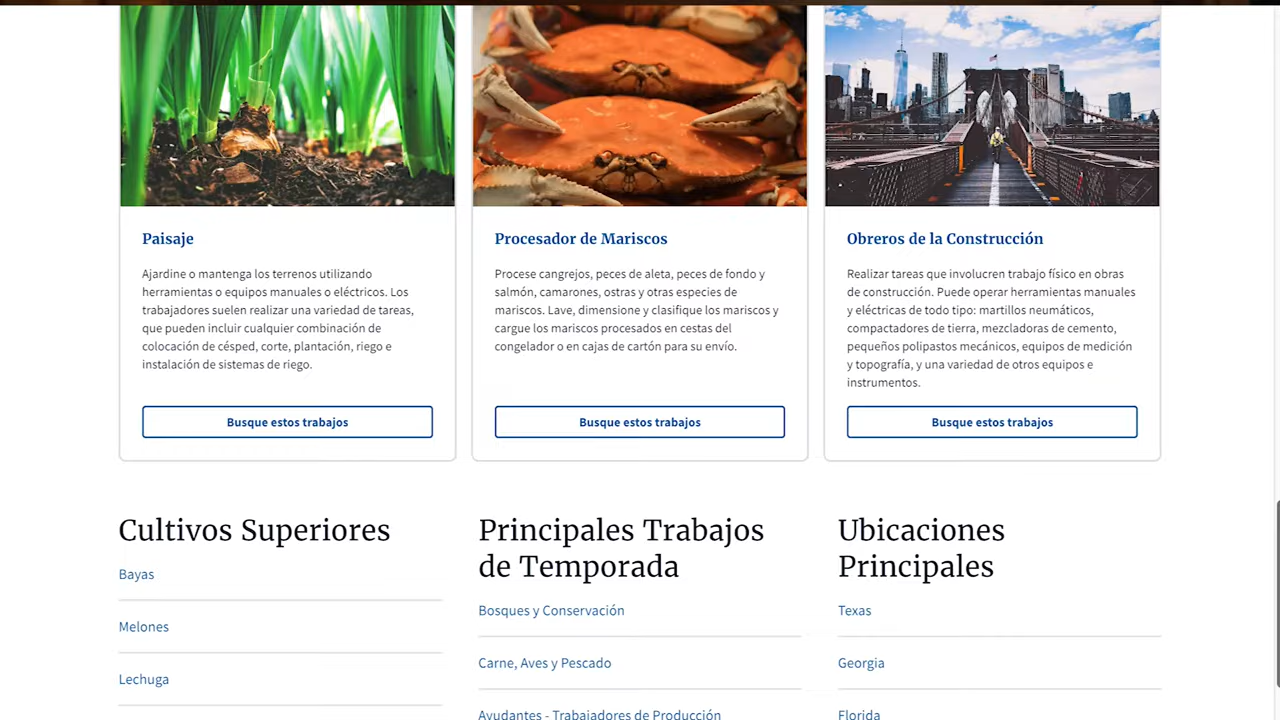 Paisaje
Ajardine o mantenga los terrenos utilizando
herramientas o equipos manuales o eléctricos. Los
trabajadores suelen realizar una variedad de tareas,
que pueden incluir cualquier combinación de
colocación de césped, corte, plantación, riego e
instalación de sistemas de riego.
Busque estos trabajos
Procesador de Mariscos
Procese cangrejos, peces de aleta, peces de fondo y
salmón, camarones, ostras y otras especies de
mariscos. Lave, dimensione y clasifique los mariscos y
cargue los mariscos procesados en cestas del
congelador o en cajas de cartón para su envío.
Busque estos trabajos
Obreros de la Construcción
Realizar tareas que involucren trabajo físico en obras
de construcción. Puede operar herramientas manuales
y eléctricas de todo tipo: martillos neumáticos,
compactadores de tierra, mezcladoras de cemento,
pequeños polipastos mecánicos, equipos de medición
y topografía, y una variedad de otros equipos e
instrumentos.
Busque estos trabajos
Cultivos Superiores
Bayas
Melones
Lechuga
Principales Trabajos
de Temporada
Bosques y Conservación
Carne, Aves y Pescado
Ayudantes - Trabajadores de Producción
Ubicaciones
Principales
Texas
Georgia
Florida